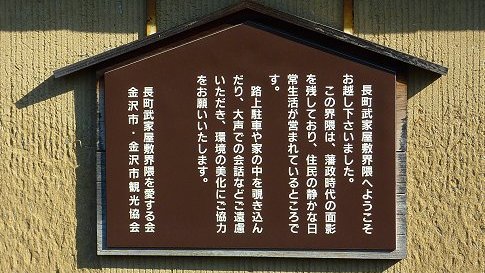 長町武家屋敷界隈へようこそ
お越し下さいました。
この界隈は、藩政時代の面影
を残しており、住民の静かな日
常生活が営まれているところで
す。
路上駐車や家の中を覗き込ん
だり、大声での会話などご遠慮
いただき、環境の美化にご協力
をお願いいたします。
長町武家屋敷界隈を愛する会
金沢市・金沢市観光協会